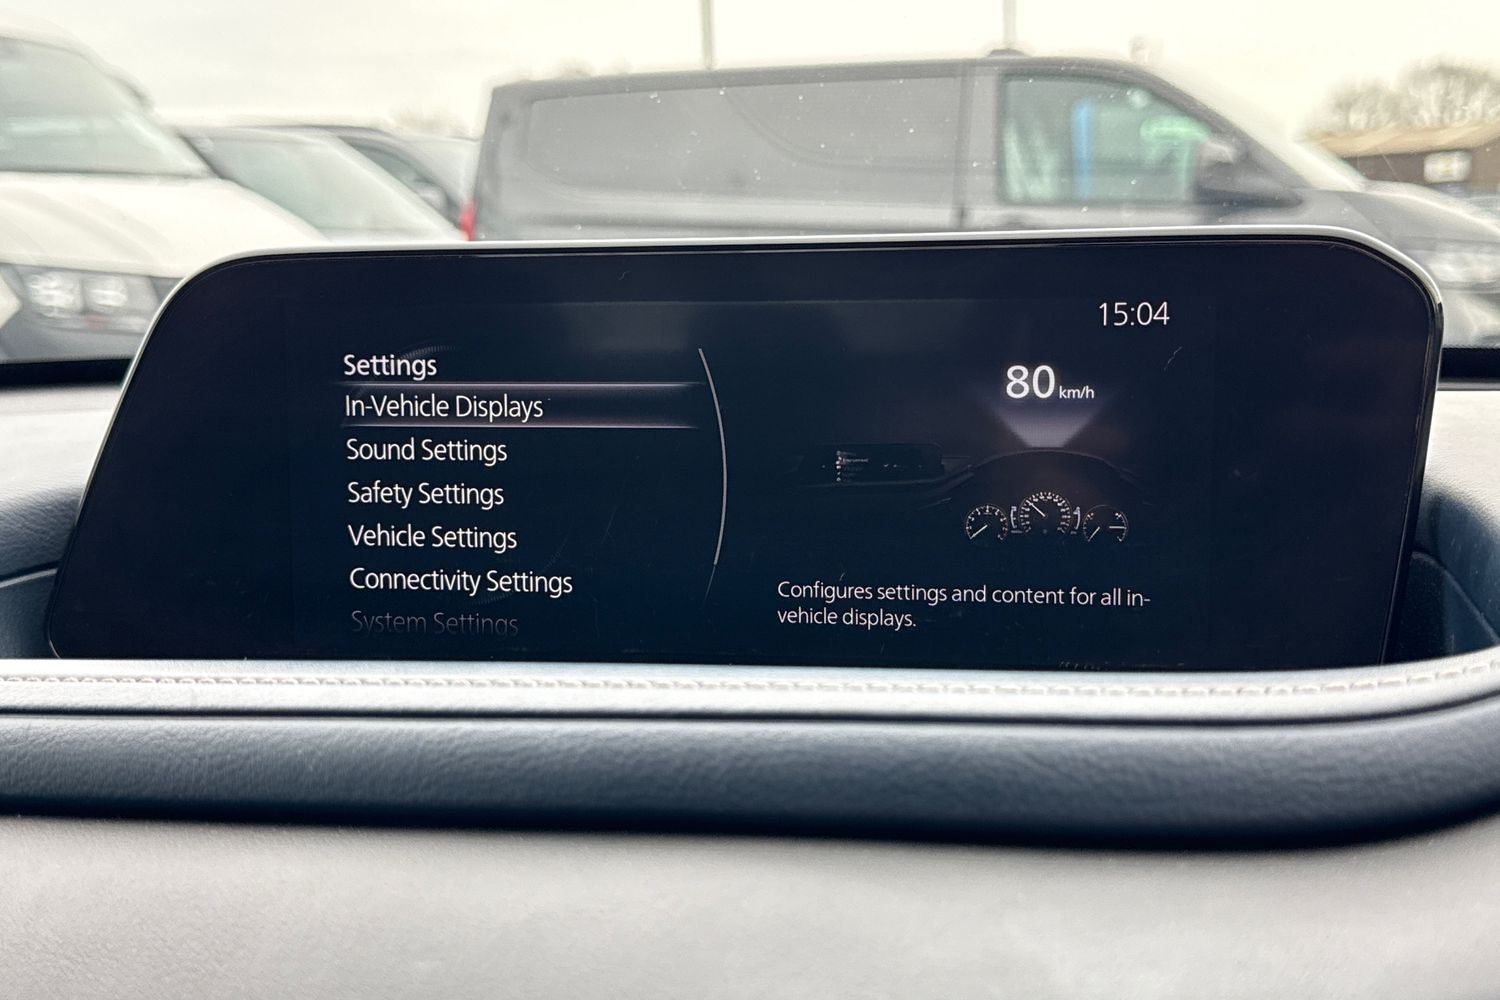 15:04
Settings
In-Vehicle Displays
Sound Settings
Safety Settings
Vehicle Settings
Connectivity Settings
System Settings
80 km/h
Configures settings and content for all in-
vehicle displays.